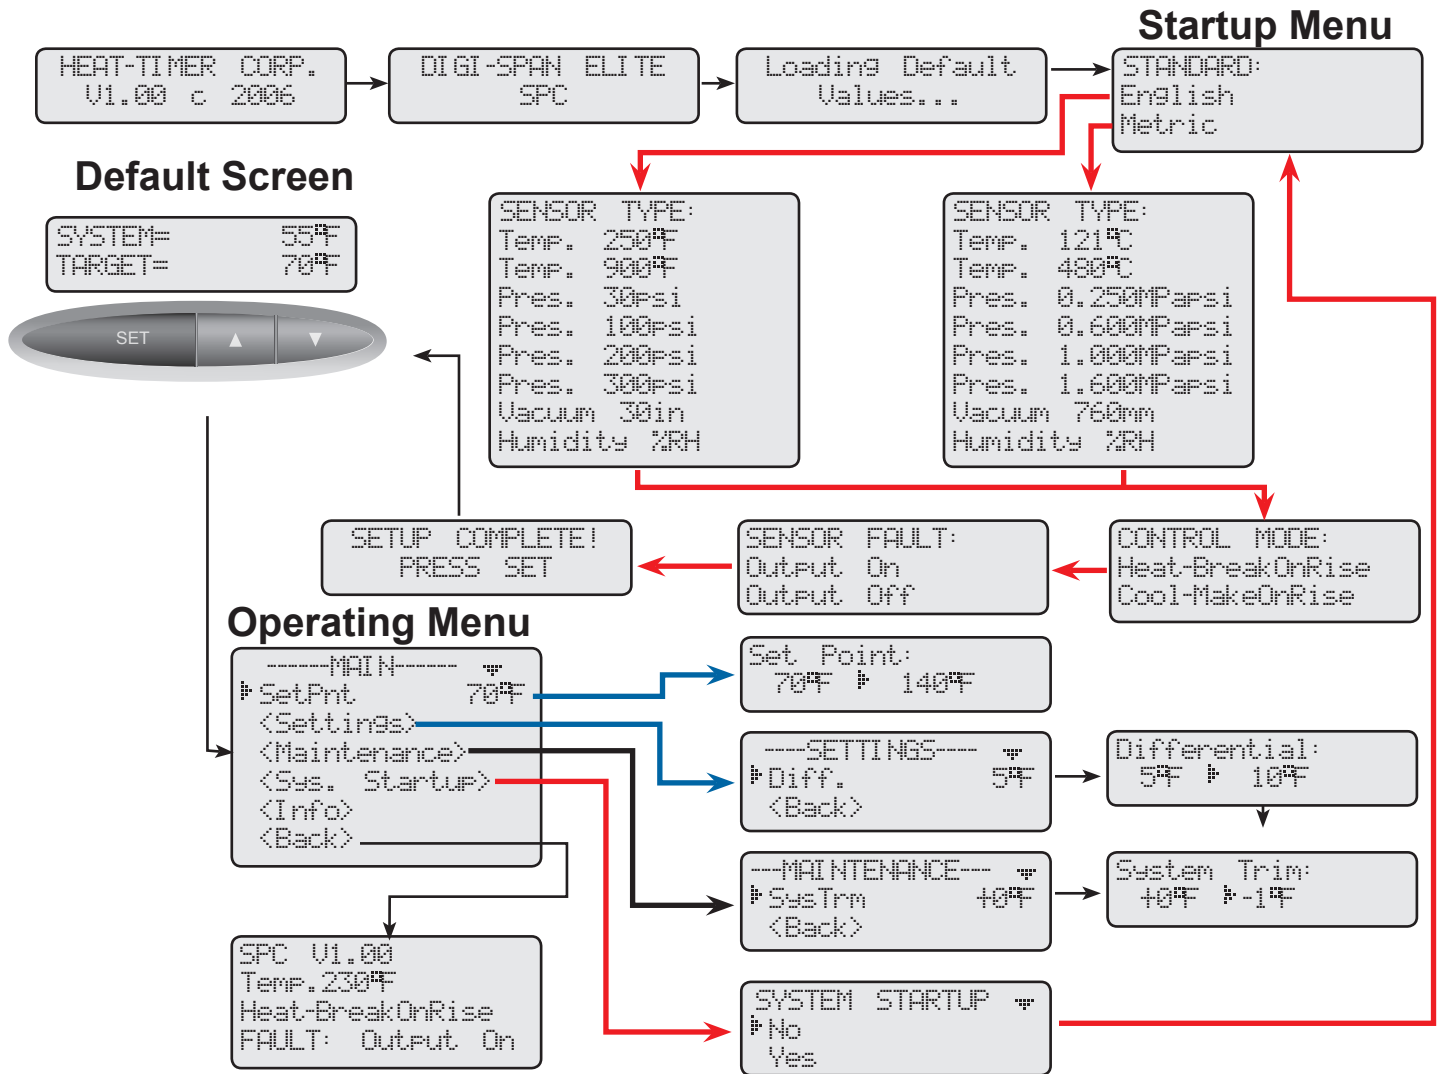 Startup Menu
HEAT-TIMER CORP.
V1.00 c 2006
DIGI-SPAN ELITE
SPC
Loading Default
Values...
STANDARD:
English
Metric
Default Screen
SYSTEM= 55°F
TARGET= 70°F
SET ▲ ▼
SENSOR TYPE:
Temp. 250°F
Temp. 900°F
Pres. 30psi
Pres. 100psi
Pres. 200psi
Pres. 300psi
Vacuum 30in
Humidity %RH
SENSOR TYPE:
Temp. 121°C
Temp. 480°C
Pres. 0.250MPapsi
Pres. 0.600MPapsi
Pres. 1.000MPapsi
Pres. 1.600MPapsi
Vacuum 760mm
Humidity %RH
SETUP COMPLETE!
PRESS SET
SENSOR FAULT:
Output On
Output Off
CONTROL MODE:
Heat-BreakOnRise
Cool-MakeOnRise
Operating Menu
------MAIN------
SetPnt 70°F
<Settings>
<Maintenance>
<Sys. Startup>
<Info>
<Back>
Set Point:
70°F 140°F
----SETTINGS----
Diff. 5°F
<Back>
Differential:
5°F 10°F
---MAINTENANCE---
SysTrm +0°F
<Back>
System Trim:
+0°F -1°F
SPC V1.00
Temp.230°F
Heat-BreakOnRise
FAULT: Output On
SYSTEM STARTUP
No
Yes